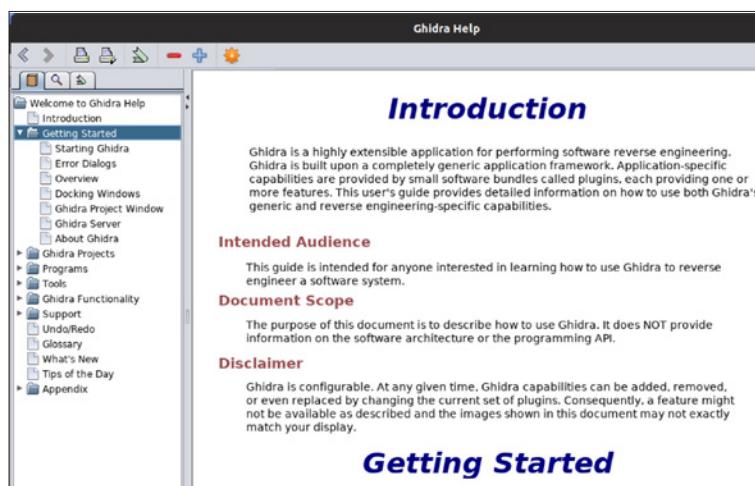 Ghidra Help
Welcome to Ghidra Help
Introduction
Getting Started
Starting Ghidra
Error Dialogs
Overview
Docking Windows
Ghidra Project Window
Ghidra Server
About Ghidra
Ghidra Projects
Programs
Tools
Ghidra Functionality
Support
Undo/Redo
Glossary
What's New
Tips of the Day
Appendix
Introduction
Ghidra is a highly extensible application for performing software reverse engineering.
Ghidra is built upon a completely generic application framework. Application-specific
capabilities are provided by small software bundles called plugins, each providing one or
more features. This user's guide provides detailed information on how to use both Ghidra's
generic and reverse engineering-specific capabilities.
Intended Audience
This guide is intended for anyone interested in learning how to use Ghidra to reverse
engineer a software system.
Document Scope
The purpose of this document is to describe how to use Ghidra. It does NOT provide
information on the software architecture or the programming API.
Disclaimer
Ghidra is configurable. At any given time, Ghidra capabilities can be added, removed,
or even replaced by changing the current set of plugins. Consequently, a feature might
not be available as described and the images shown in this document may not exactly
match your display.
Getting Started